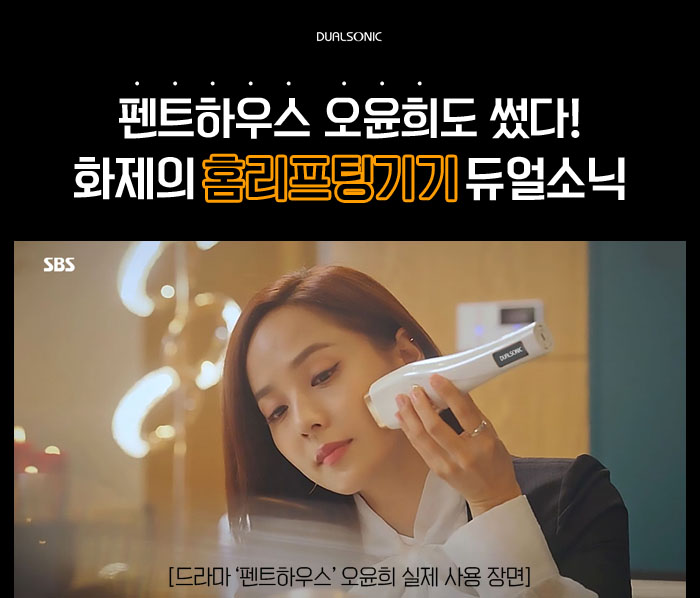 DUALSONIC
펜트하우스 오윤희도 썼다!
화제의 홈리프팅기기 듀얼소닉
SBS
DUALSONIC
[드라마 ‘펜트하우스’ 오윤희 실제 사용 장면]